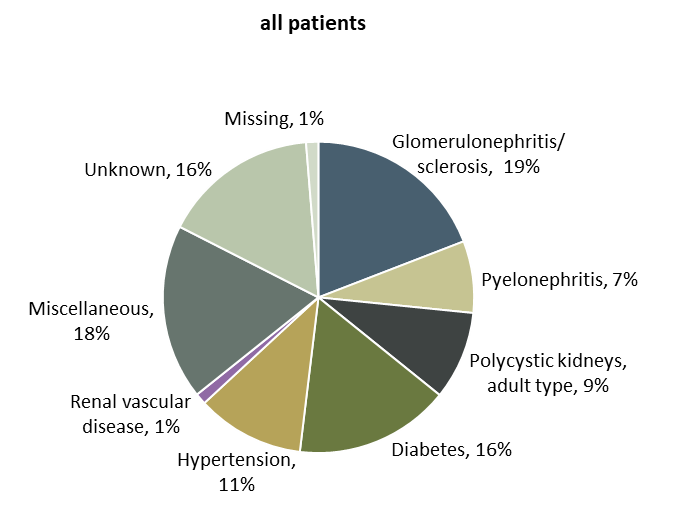 all patients
Missing, 1%
Glomerulonephritis/
sclerosis,  19%
Pyelonephritis, 7%
Polycystic kidneys,
adult type, 9%
Diabetes, 16%
Hypertension,
11%
Renal vascular
disease, 1%
Miscellaneous,
18%
Unknown, 16%